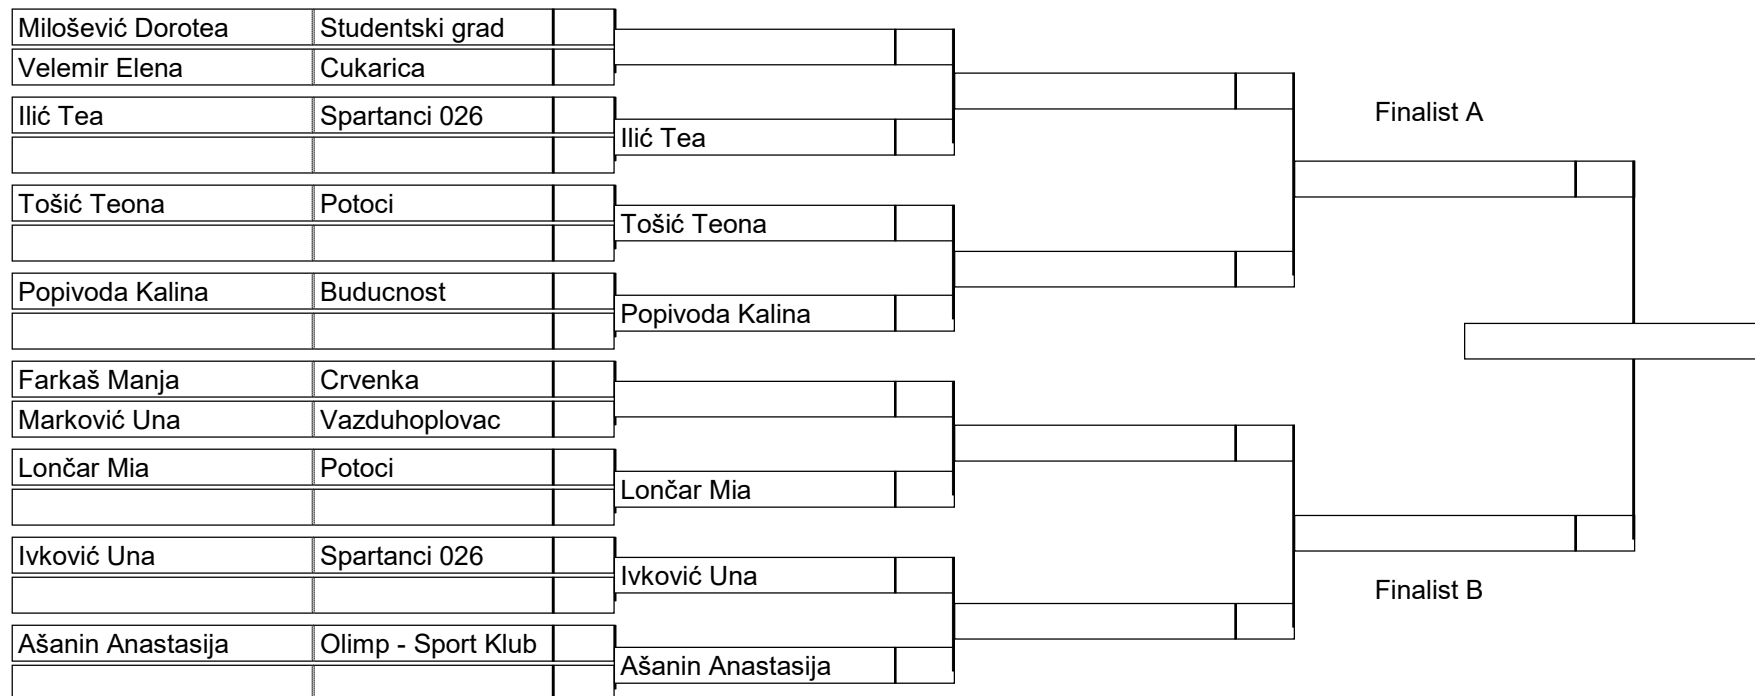 Milošević Dorotea Studentski grad
Velemir Elena Cukarica
Ilić Tea Spartanci 026
Ilić Tea
Finalist A
Tošić Teona Potoci
Tošić Teona
Popivoda Kalina Buducnost
Popivoda Kalina
Farkaš Manja Crvenka
Marković Una Vazduhoplovac
Lončar Mia Potoci
Lončar Mia
Ivković Una Spartanci 026
Ivković Una
Finalist B
Ašanin Anastasija Olimp - Sport Klub
Ašanin Anastasija